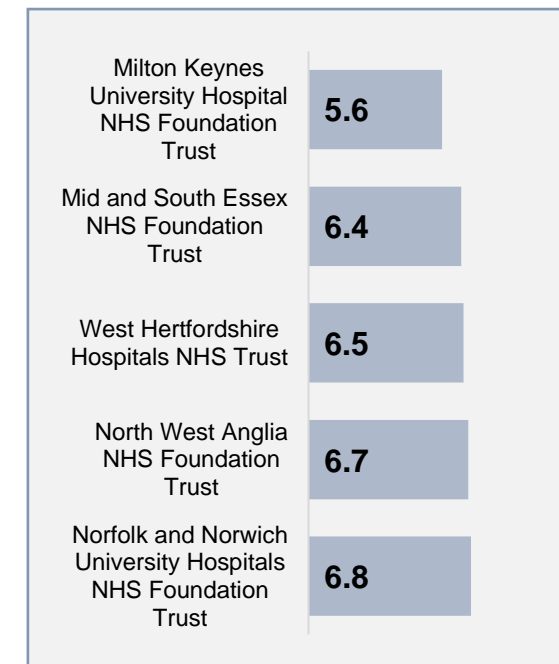 Milton Keynes
University Hospital
NHS Foundation
Trust
5.6
Mid and South Essex
NHS Foundation
Trust
6.4
West Hertfordshire
Hospitals NHS Trust
6.5
North West Anglia
NHS Foundation
Trust
6.7
Norfolk and Norwich
University Hospitals
NHS Foundation
Trust
6.8